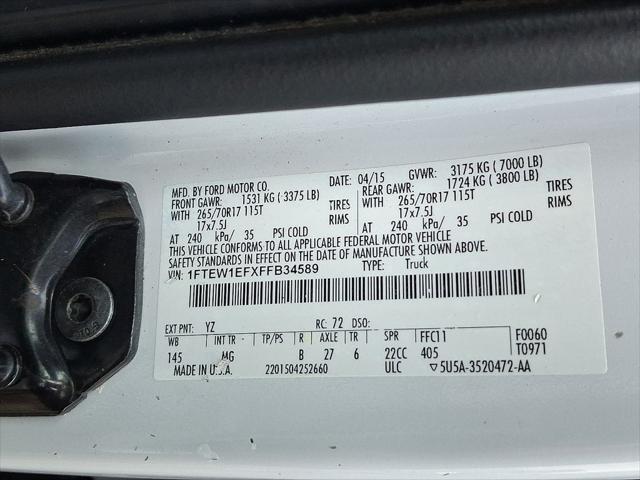 MFD. BY FORD MOTOR CO. DATE: 04/15 GVWR: 3175 KG (7000 LB)
FRONT GAWR: 1531 KG (3375 LB) REAR GAWR: 1724 KG (3800 LB)
WITH 265/70R17 115T TIRES WITH 265/70R17 115T TIRES
17x7.5J RIMS 17x7.5J RIMS
AT 240 kPa/ 35 PSI COLD AT 240 kPa/ 35 PSI COLD
THIS VEHICLE CONFORMS TO ALL APPLICABLE FEDERAL MOTOR VEHICLE
SAFETY STANDARDS IN EFFECT ON THE DATE OF MANUFACTURE SHOWN ABOVE.
VIN: 1FTEW1EFXFFB34589 TYPE: Truck
EXT PNT: YZ RC: 72 DSO:
WB INT TR TP/PS R AXLE TR SPR FFC11 F0060
145 MG B 27 6 22CC 405 T0971
MADE IN U.S.A. 2201504252660 ULC ▽5U5A-3520472-AA